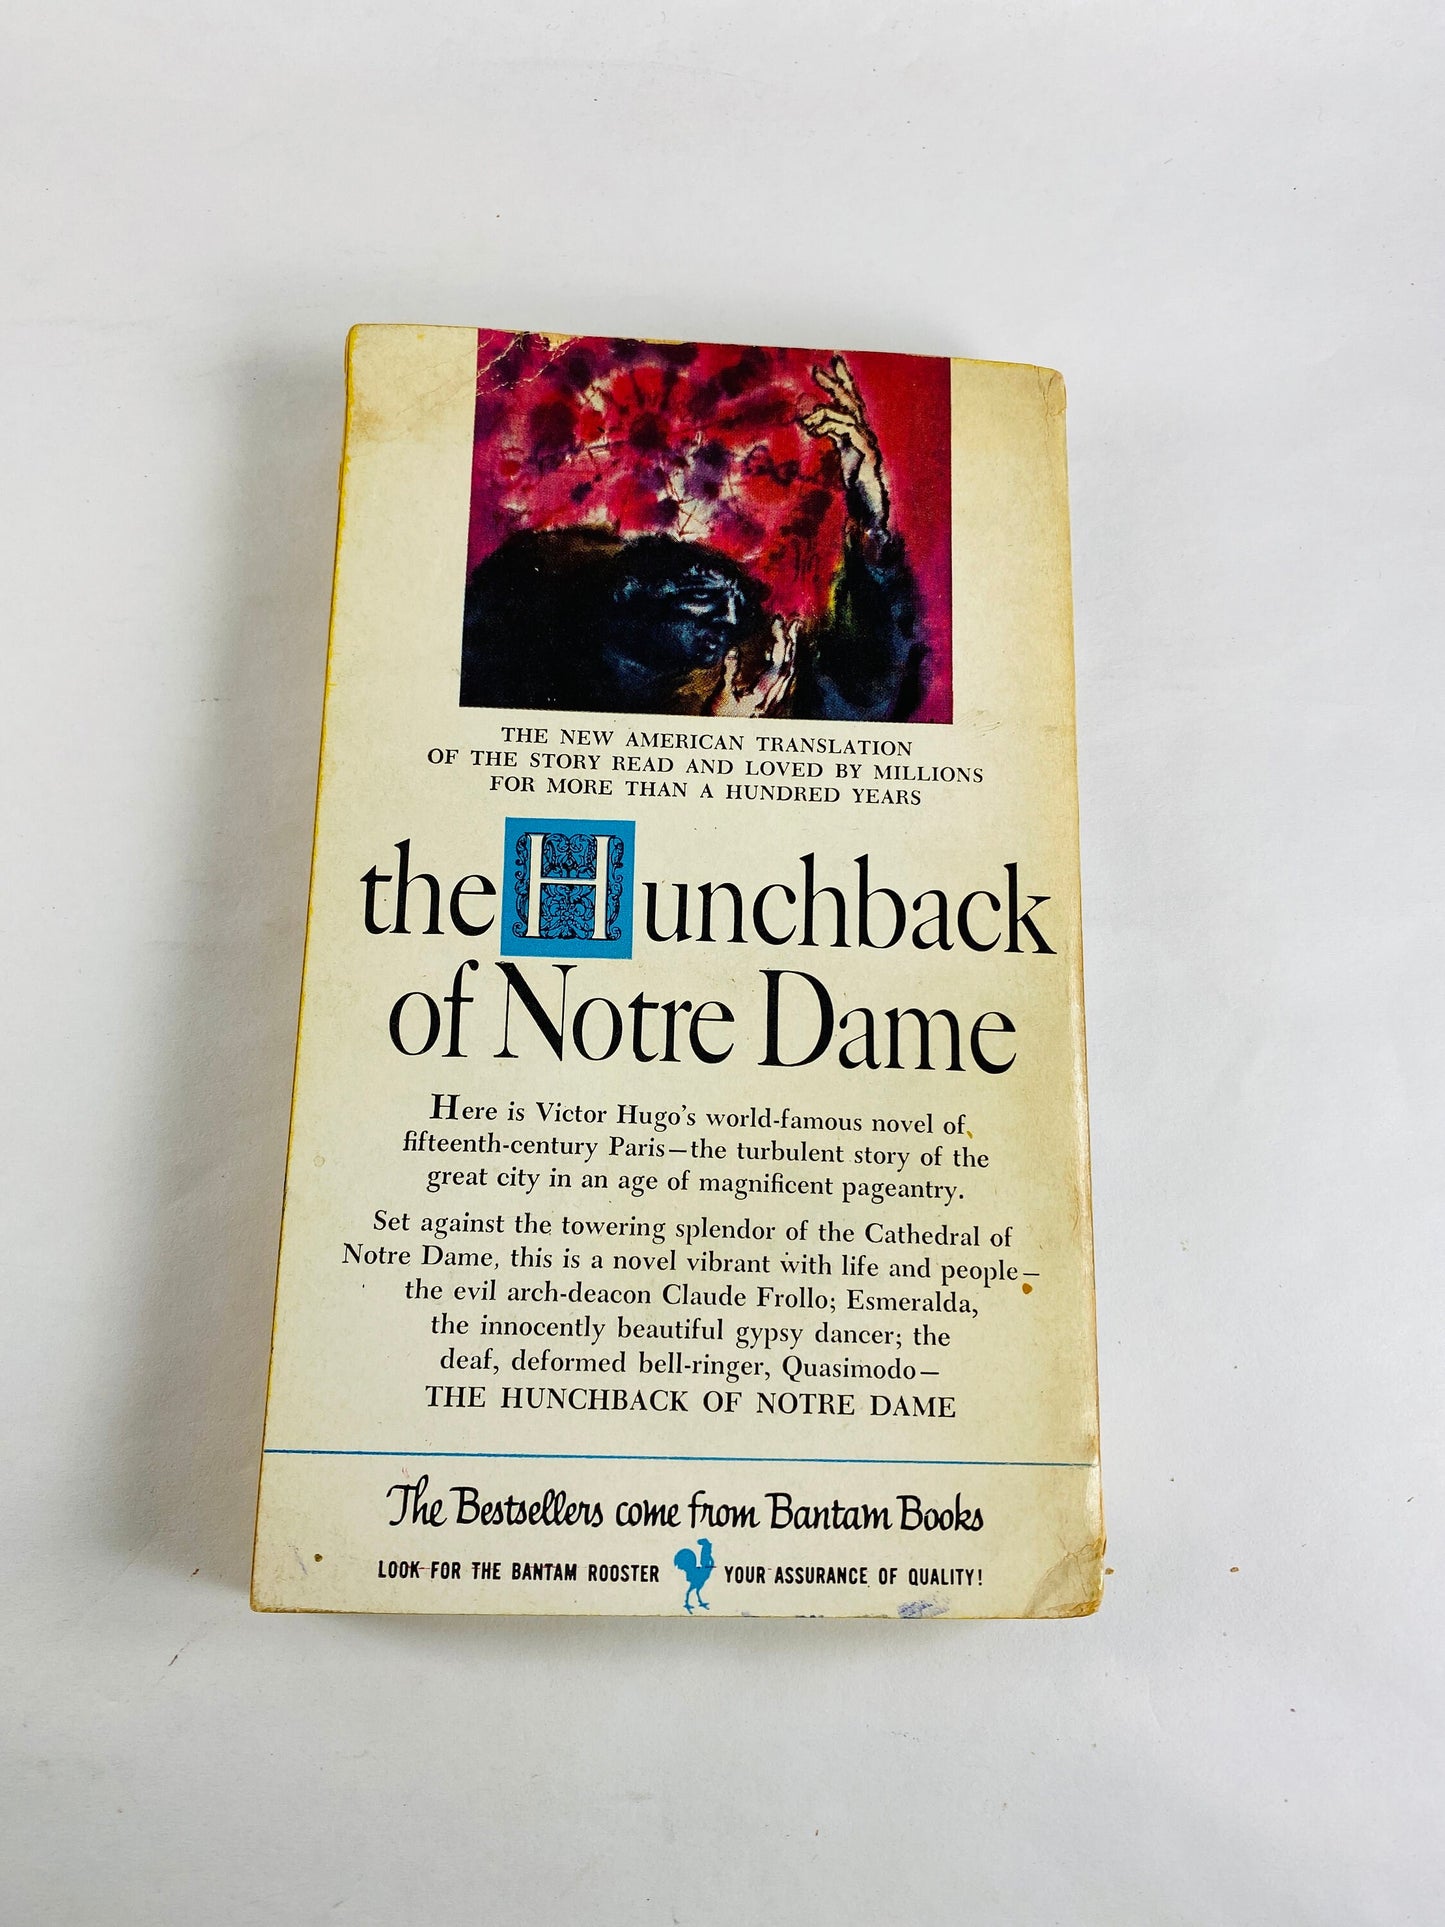 THE NEW AMERICAN TRANSLATION
OF THE STORY READ AND LOVED BY MILLIONS
FOR MORE THAN A HUNDRED YEARS
the Hunchback
of Notre Dame
Here is Victor Hugo's world-famous novel of
fifteenth-century Paris—the turbulent story of the
great city in an age of magnificent pageantry.
Set against the towering splendor of the Cathedral of
Notre Dame, this is a novel vibrant with life and people—
the evil arch-deacon Claude Frollo; Esmeralda,
the innocently beautiful gypsy dancer; the
deaf, deformed bell-ringer, Quasimodo—
THE HUNCHBACK OF NOTRE DAME
The Bestsellers come from Bantam Books
LOOK FOR THE BANTAM ROOSTER YOUR ASSURANCE OF QUALITY!